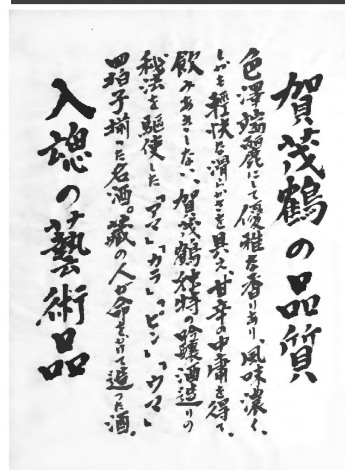 賀茂鶴の品質
色澤端麗にして優雅な香りあり、風味濃く、
しかも軽快な滑らかさを具え、甘辛の中庸を得て、
飲みあきしない、賀茂鶴独特の吟醸酒造りの
秘法を駆使した「アマ」「カラ」「ピン」「ウマ」
四拍子揃った名酒。蔵の人が命をかけて造った酒。
入魂の藝術品